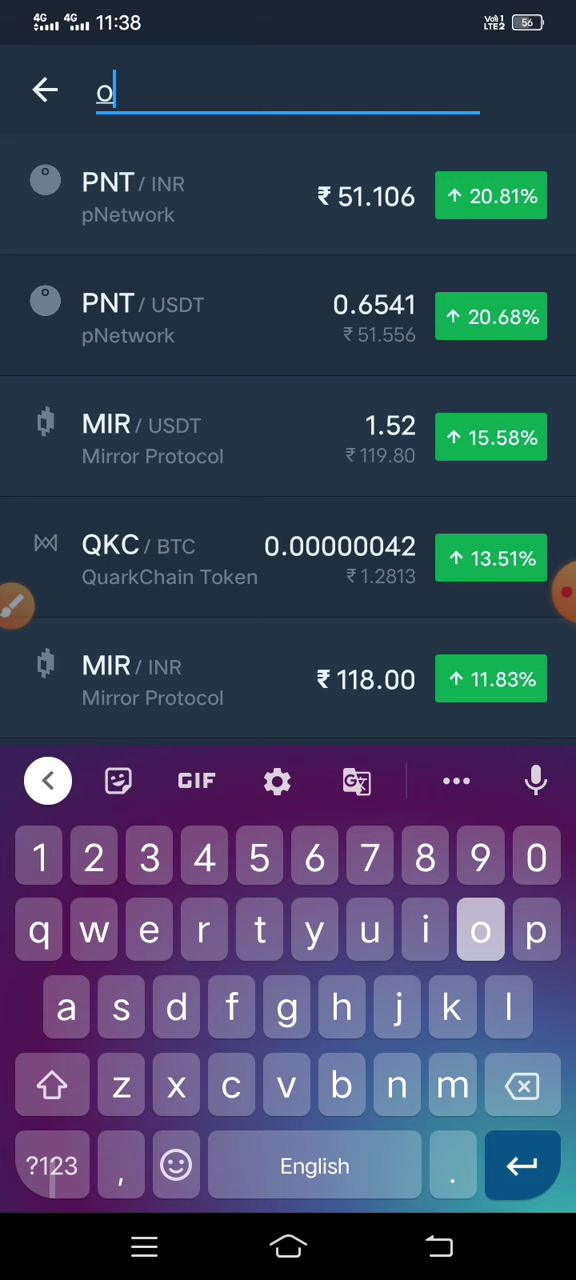 4G 4G 11:38 VoI) 1 LTE2 56
o
PNT / INR ₹ 51.106 ↑ 20.81%
pNetwork
PNT / USDT 0.6541 ↑ 20.68%
pNetwork ₹ 51.556
MIR / USDT 1.52 ↑ 15.58%
Mirror Protocol ₹ 119.80
QKC / BTC 0.00000042 ↑ 13.51%
QuarkChain Token ₹ 1.2813
MIR / INR ₹ 118.00 ↑ 11.83%
Mirror Protocol
GIF G
1 2 3 4 5 6 7 8 9 0
q w e r t y u i o p
a s d f g h j k l
z x c v b n m
?123 , English .